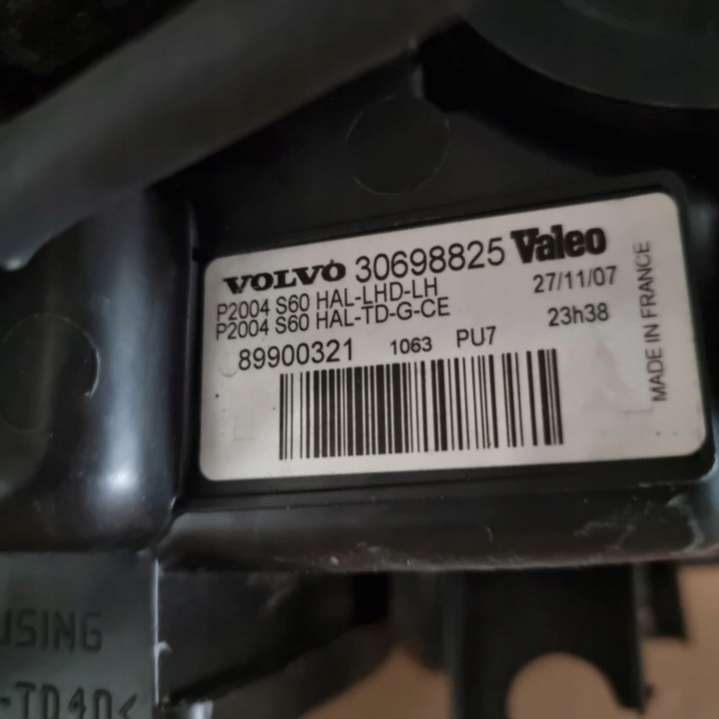 VOLVO 30698825 Valeo
P2004 S60 HAL-LHD-LH 27/11/07
P2004 S60 HAL-TD-G-CE 23h38
89900321 1063 PU7
MADE IN FRANCE
USING
-TD40<